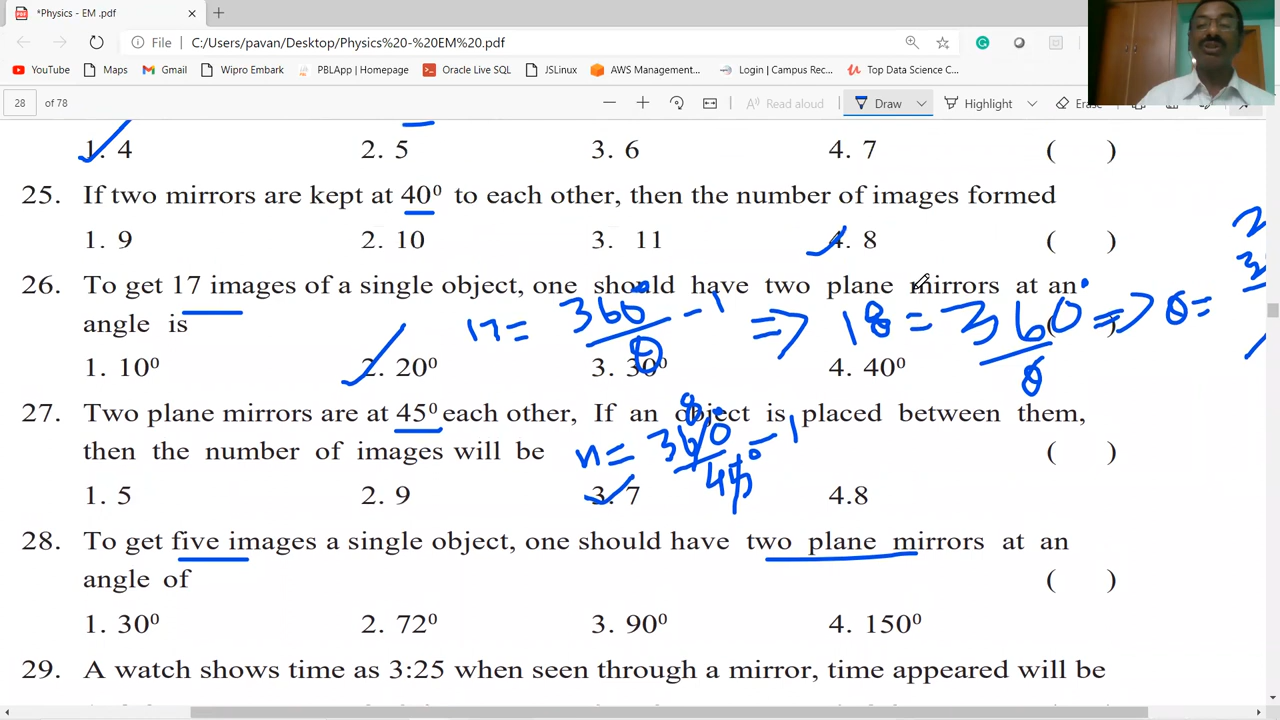 *Physics - EM .pdf
File C:/Users/pavan/Desktop/Physics%20-%20EM%20.pdf
YouTube Maps Gmail Wipro Embark PBLApp | Homepage Oracle Live SQL JSLinux AWS Management... Login | Campus Rec... Top Data Science C...
28 of 78 Read aloud Draw Highlight Erase
1. 4 2. 5 3. 6 4. 7 ( )
25. If two mirrors are kept at 40⁰ to each other, then the number of images formed
1. 9 2. 10 3. 11 4. 8 ( )
26. To get 17 images of a single object, one should have two plane mirrors at an
angle is ( )
17 = 360°/θ - 1 => 18 = 360°/θ => θ =
1. 10⁰ 2. 20⁰ 3. 30⁰ 4. 40⁰
27. Two plane mirrors are at 45⁰ each other, If an object is placed between them,
then the number of images will be ( )
n = 360°/45° - 1
8
1. 5 2. 9 3. 7 4.8
28. To get five images a single object, one should have two plane mirrors at an
angle of ( )
1. 30⁰ 2. 72⁰ 3. 90⁰ 4. 150⁰
29. A watch shows time as 3:25 when seen through a mirror, time appeared will be